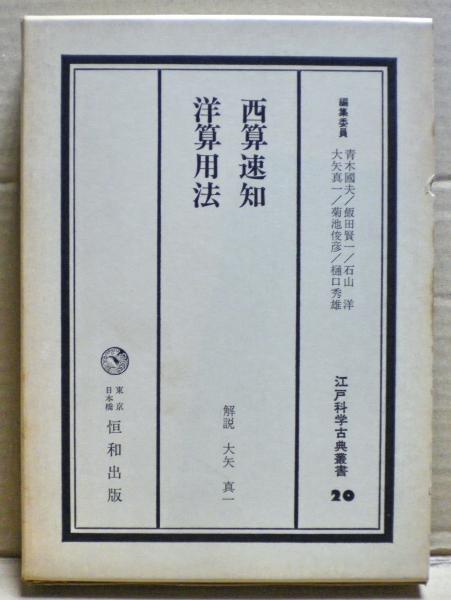 編集委員
青木國夫／飯田賢一／石山 洋
大矢真一／菊池俊彦／樋口秀雄
江戸科学古典叢書 20
西算速知
洋算用法
解説 大矢 真一
東京
日本橋
恒和出版